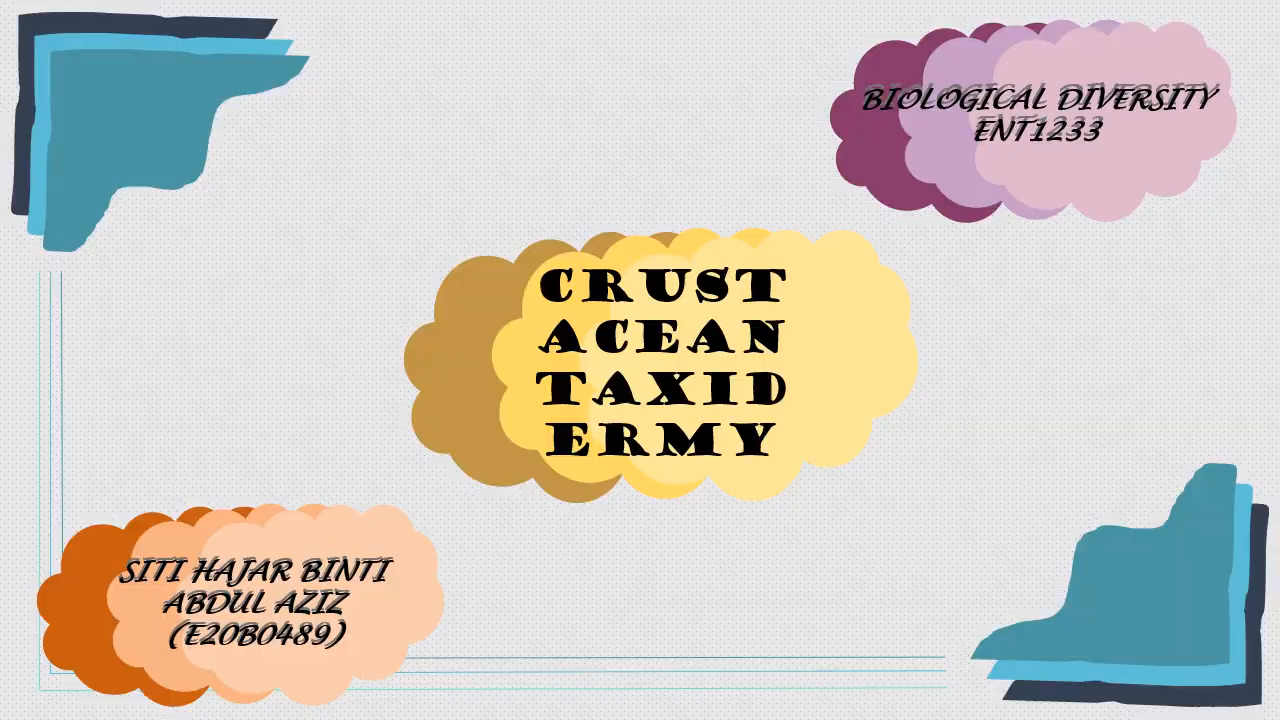 BIOLOGICAL DIVERSITY
ENT1233
CRUST
ACEAN
TAXID
ERMY
SITI HAJAR BINTI
ABDUL AZIZ
(E20B0489)